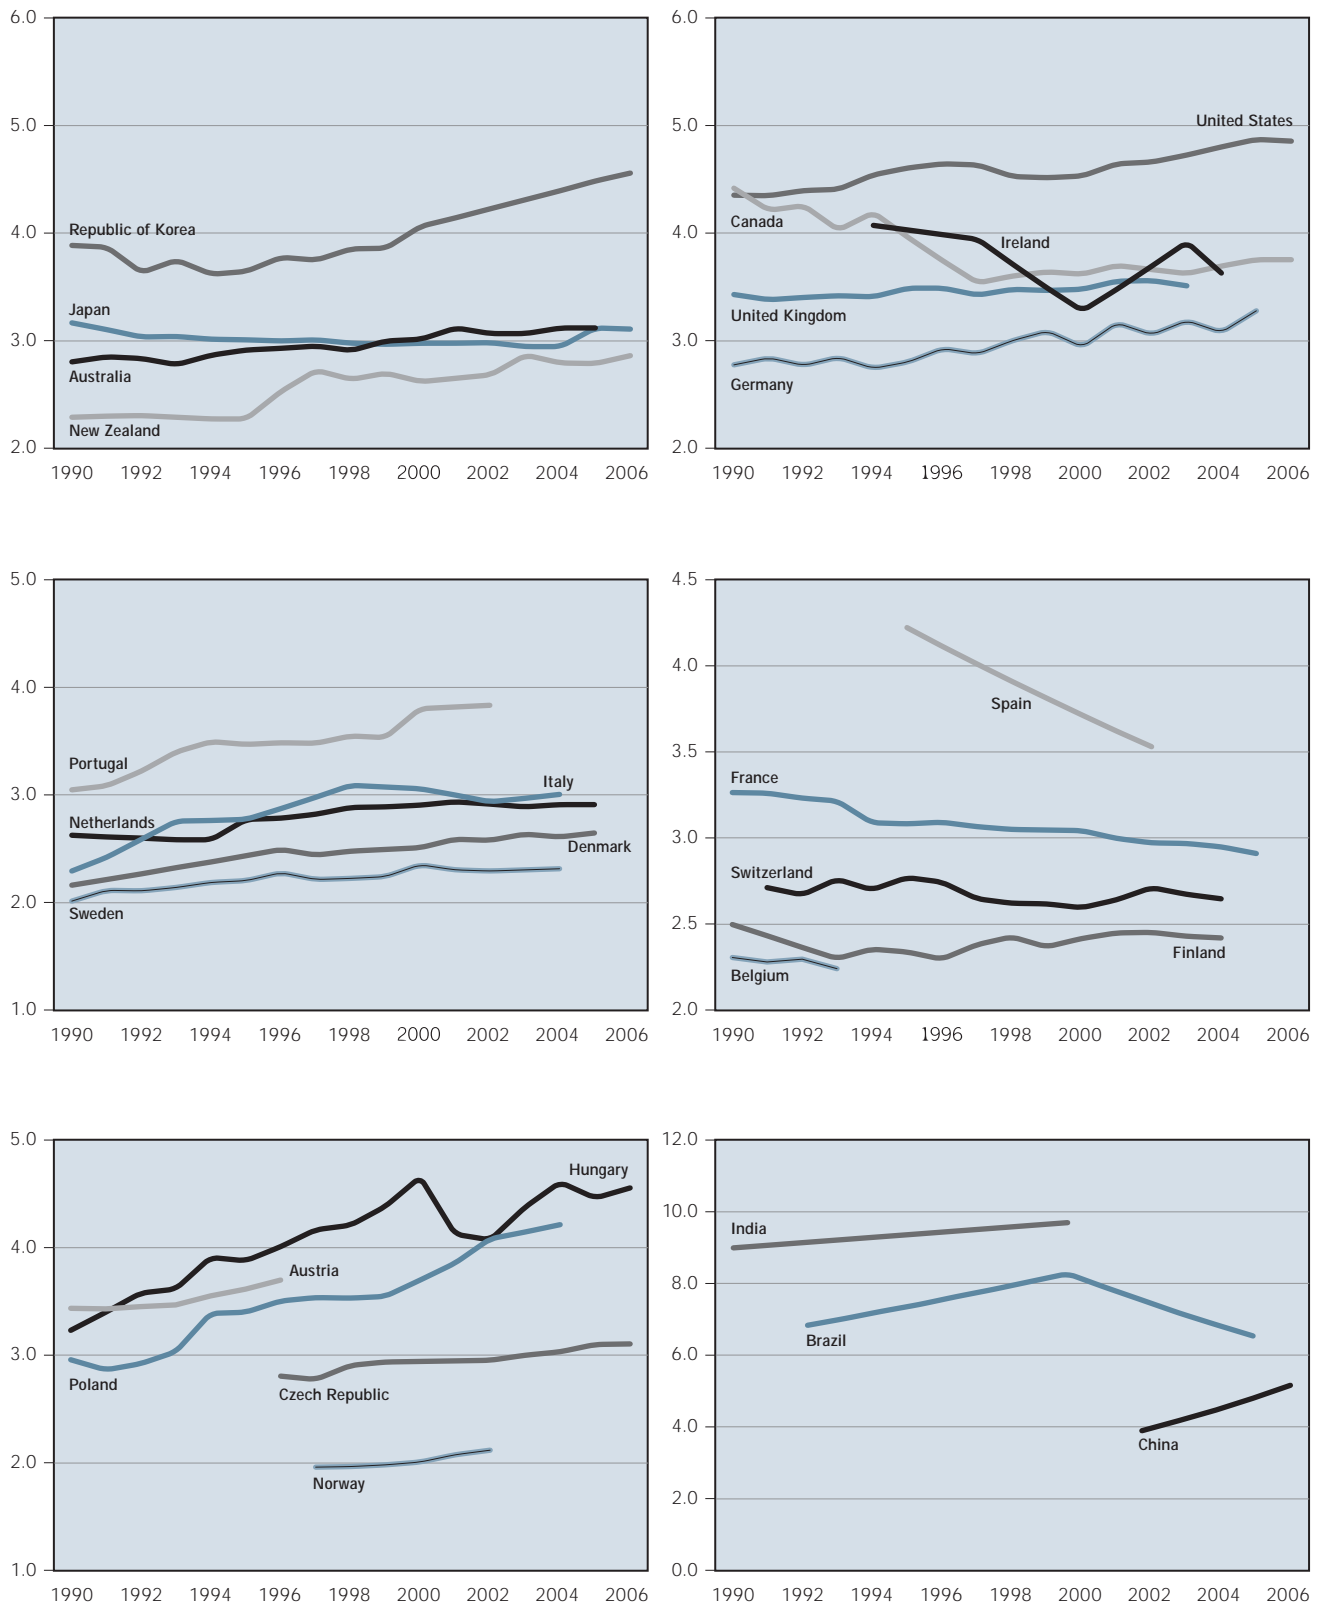 6.0
5.0
4.0
3.0
2.0
Republic of Korea
Japan
Australia
New Zealand
1990 1992 1994 1996 1998 2000 2002 2004 2006
6.0
5.0
4.0
3.0
2.0
United States
Canada
Ireland
United Kingdom
Germany
1990 1992 1994 1996 1998 2000 2002 2004 2006
5.0
4.0
3.0
2.0
1.0
Portugal
Italy
Netherlands
Denmark
Sweden
1990 1992 1994 1996 1998 2000 2002 2004 2006
4.5
4.0
3.5
3.0
2.5
2.0
Spain
France
Switzerland
Finland
Belgium
1990 1992 1994 1996 1998 2000 2002 2004 2006
5.0
4.0
3.0
2.0
1.0
Hungary
Austria
Poland
Czech Republic
Norway
1990 1992 1994 1996 1998 2000 2002 2004 2006
12.0
10.0
8.0
6.0
4.0
2.0
0.0
India
Brazil
China
1990 1992 1994 1996 1998 2000 2002 2004 2006